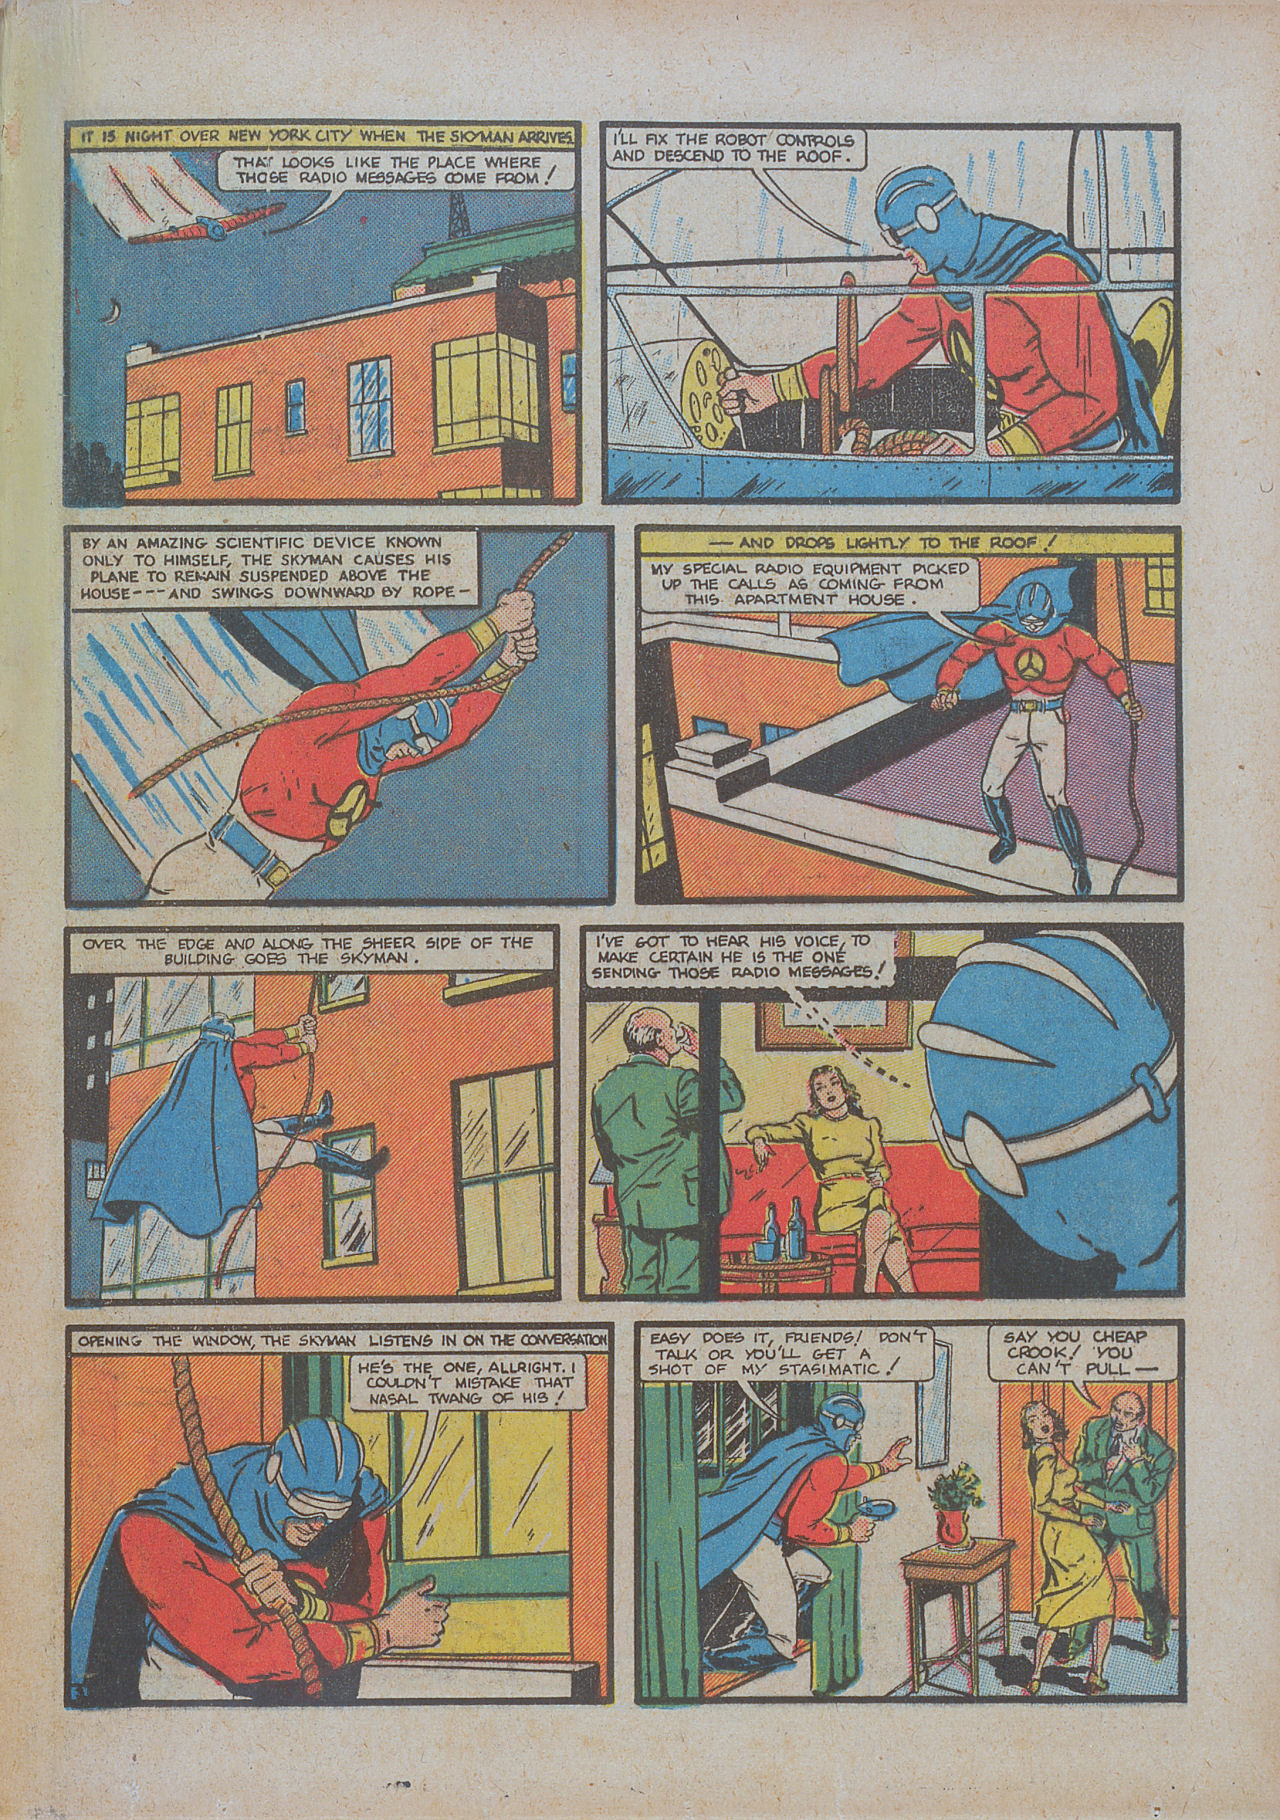 IT IS NIGHT OVER NEW YORK CITY WHEN THE SKYMAN ARRIVES.
THAT LOOKS LIKE THE PLACE WHERE
THOSE RADIO MESSAGES COME FROM!
I'LL FIX THE ROBOT CONTROLS
AND DESCEND TO THE ROOF.
BY AN AMAZING SCIENTIFIC DEVICE KNOWN
ONLY TO HIMSELF, THE SKYMAN CAUSES HIS
PLANE TO REMAIN SUSPENDED ABOVE THE
HOUSE---AND SWINGS DOWNWARD BY ROPE-
—AND DROPS LIGHTLY TO THE ROOF!
MY SPECIAL RADIO EQUIPMENT PICKED
UP THE CALLS AS COMING FROM
THIS APARTMENT HOUSE.
OVER THE EDGE AND ALONG THE SHEER SIDE OF THE
BUILDING GOES THE SKYMAN.
I'VE GOT TO HEAR HIS VOICE, TO
MAKE CERTAIN HE IS THE ONE
SENDING THOSE RADIO MESSAGES!
OPENING THE WINDOW, THE SKYMAN LISTENS IN ON THE CONVERSATION
HE'S THE ONE, ALLRIGHT. I
COULDN'T MISTAKE THAT
NASAL TWANG OF HIS!
EASY DOES IT, FRIENDS! DON'T
TALK OR YOU'LL GET A
SHOT OF MY STASIMATIC!
SAY YOU CHEAP
CROOK! YOU
CAN'T PULL—